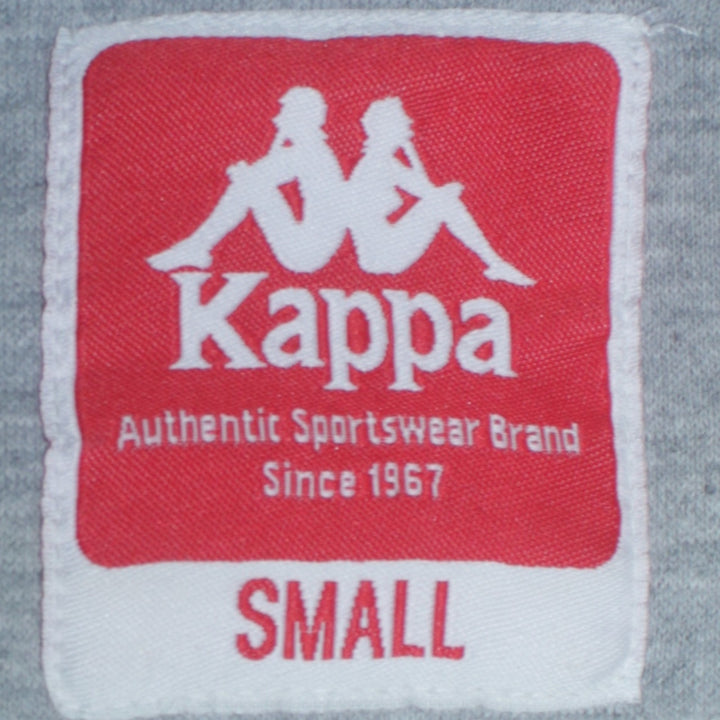 Kappa
Authentic Sportswear Brand
Since 1967
SMALL